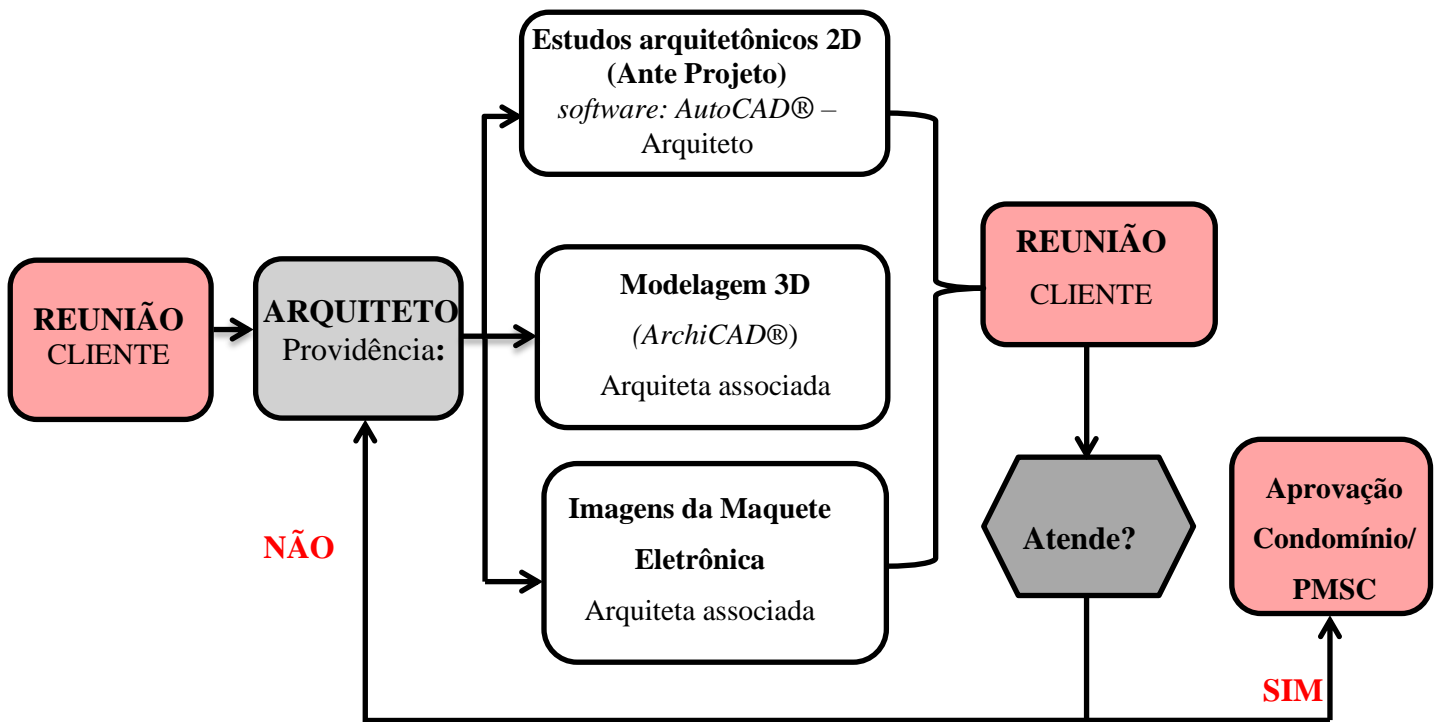 REUNIÃO
CLIENTE
ARQUITETO
Providência:
Estudos arquitetônicos 2D
(Ante Projeto)
software: AutoCAD® –
Arquiteto
Modelagem 3D
(ArchiCAD®)
Arquiteta associada
Imagens da Maquete
Eletrônica
Arquiteta associada
REUNIÃO
CLIENTE
Atende?
NÃO
SIM
Aprovação
Condomínio/
PMSC